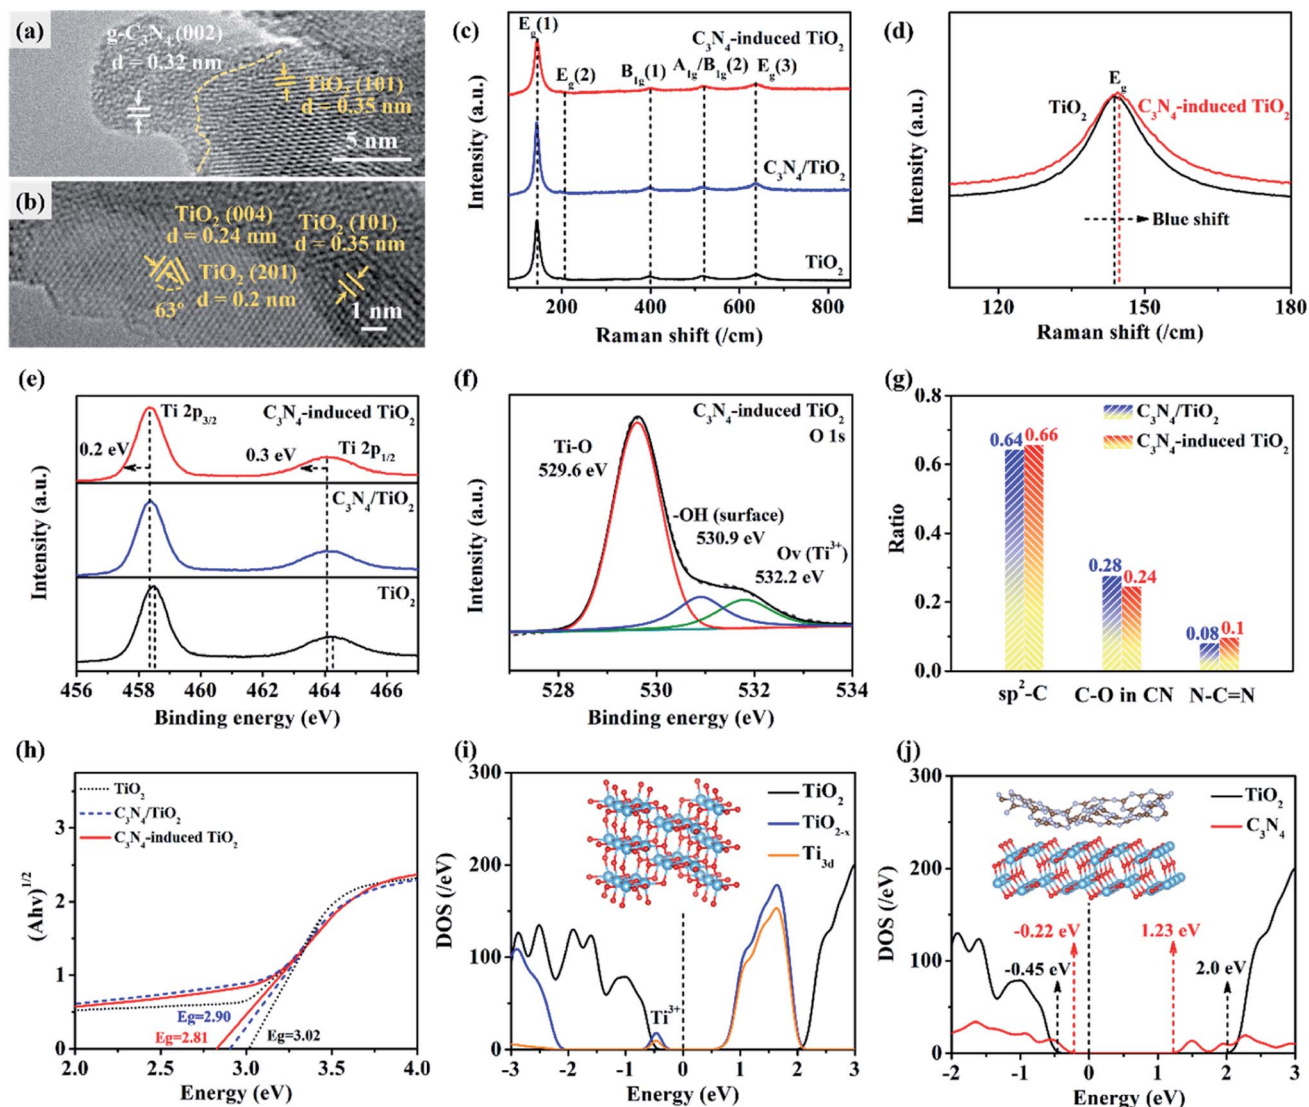 (a)
g-C₃N₄ (002)
d = 0.32 nm
TiO₂ (101)
d = 0.35 nm
5 nm
(b)
TiO₂ (004)
d = 0.24 nm
TiO₂ (101)
d = 0.35 nm
TiO₂ (201)
d = 0.2 nm
63°
1 nm
(c)
E_g(1)
C₃N₄-induced TiO₂
E_g(2)
B₁g(1)
A₁g/B₁g(2)
E_g(3)
C₃N₄/TiO₂
TiO₂
Intensity (a.u.)
200 400 600 800
Raman shift (/cm)
(d)
E_g
TiO₂
C₃N₄-induced TiO₂
Blue shift
Intensity (a.u.)
120 150 180
Raman shift (/cm)
(e)
Ti 2p₃/₂
C₃N₄-induced TiO₂
0.2 eV
0.3 eV
Ti 2p₁/₂
C₃N₄/TiO₂
TiO₂
Intensity (a.u.)
456 458 460 462 464 466
Binding energy (eV)
(f)
C₃N₄-induced TiO₂
O 1s
Ti-O
529.6 eV
-OH (surface)
530.9 eV
Ov (Ti³⁺)
532.2 eV
Intensity (a.u.)
528 530 532 534
Binding energy (eV)
(g)
0.8
0.6
0.4
0.2
0.0
Ratio
C₃N₄/TiO₂
C₃N₄-induced TiO₂
0.64 0.66
0.28 0.24
0.08 0.1
sp²-C C-O in CN N-C=N
(h)
TiO₂
C₃N₄/TiO₂
C₃N₄-induced TiO₂
3
2
1
0
(Ahv)¹/²
Eg=2.90
Eg=2.81
Eg=3.02
2.0 2.5 3.0 3.5 4.0
Energy (eV)
(i)
300
200
100
0
DOS (/eV)
TiO₂
TiO₂₋ₓ
Ti₃d
Ti³⁺
-3 -2 -1 0 1 2 3
Energy (eV)
(j)
300
200
100
0
DOS (/eV)
TiO₂
C₃N₄
-0.22 eV
1.23 eV
-0.45 eV
2.0 eV
-2 -1 0 1 2 3
Energy (eV)